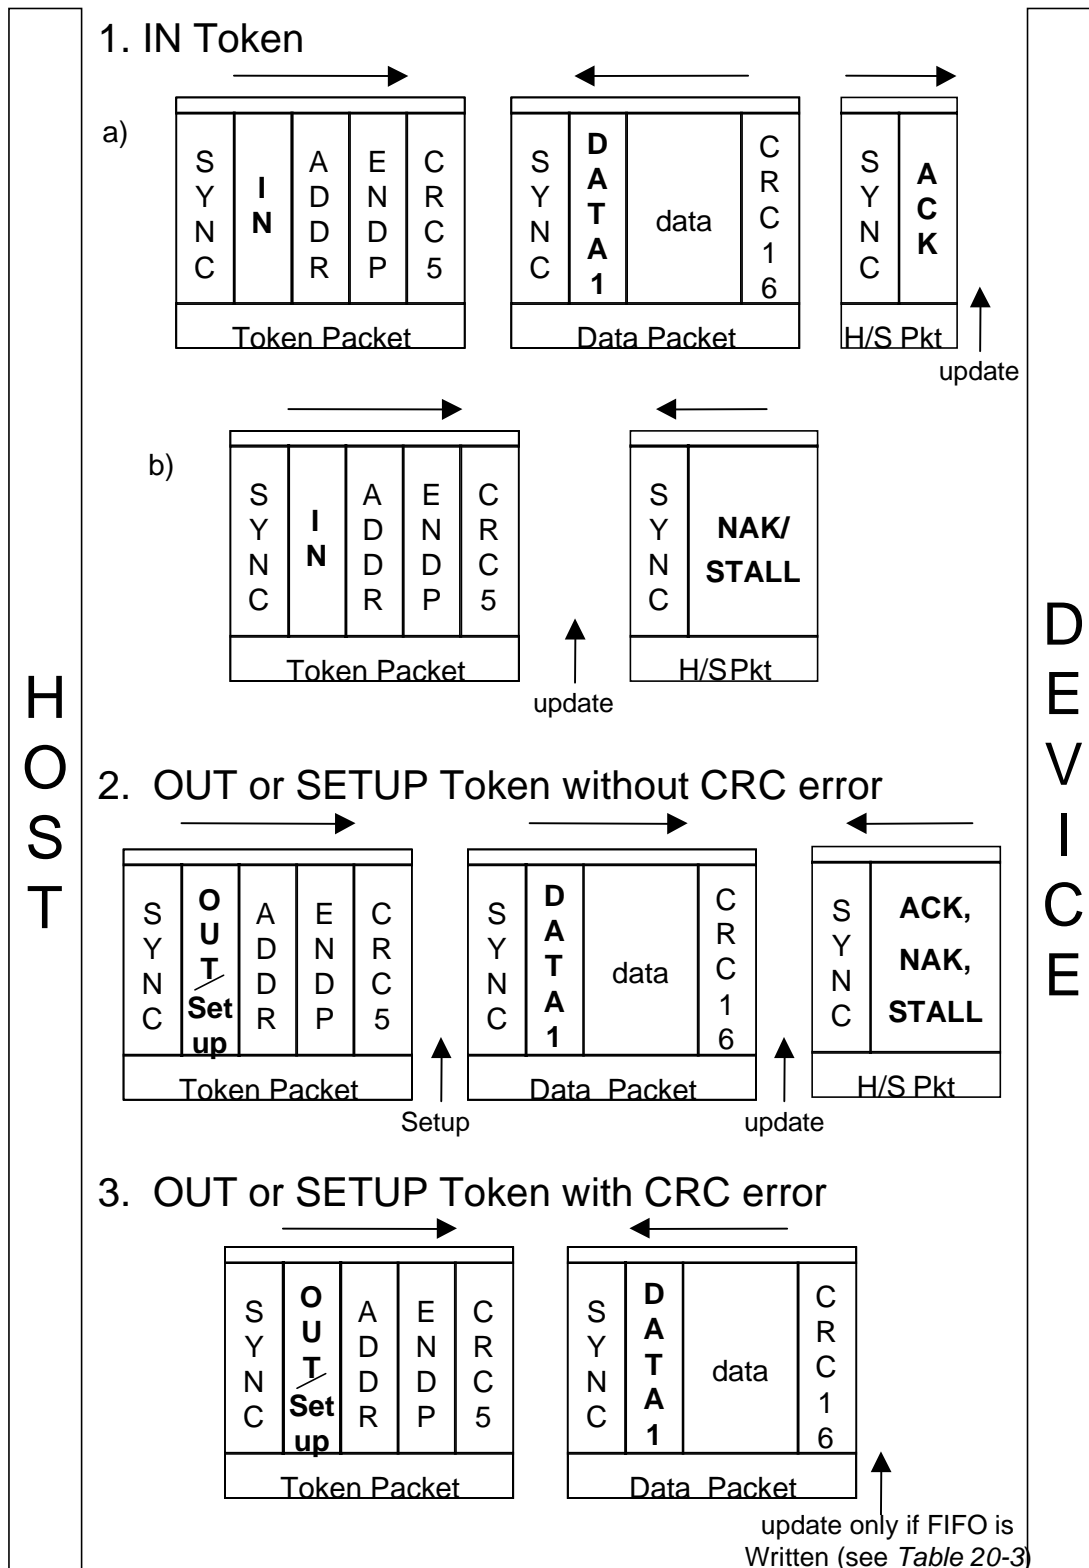 HOST
DEVICE
1. IN Token
a)
SYNC
IN
ADDR
ENDP
CRC5
Token Packet
SYNC
DATA1
data
CRC16
Data Packet
SYNC
ACK
H/S Pkt
update
b)
SYNC
IN
ADDR
ENDP
CRC5
Token Packet
update
SYNC
NAK/
STALL
H/SPkt
2. OUT or SETUP Token without CRC error
SYNC
OUT/
Set
up
ADDR
ENDP
CRC5
Token Packet
Setup
SYNC
DATA1
data
CRC16
Data Packet
update
SYNC
ACK,
NAK,
STALL
H/S Pkt
3. OUT or SETUP Token with CRC error
SYNC
OUT/
Set
up
ADDR
ENDP
CRC5
Token Packet
SYNC
DATA1
data
CRC16
Data Packet
update only if FIFO is
Written (see Table 20-3)